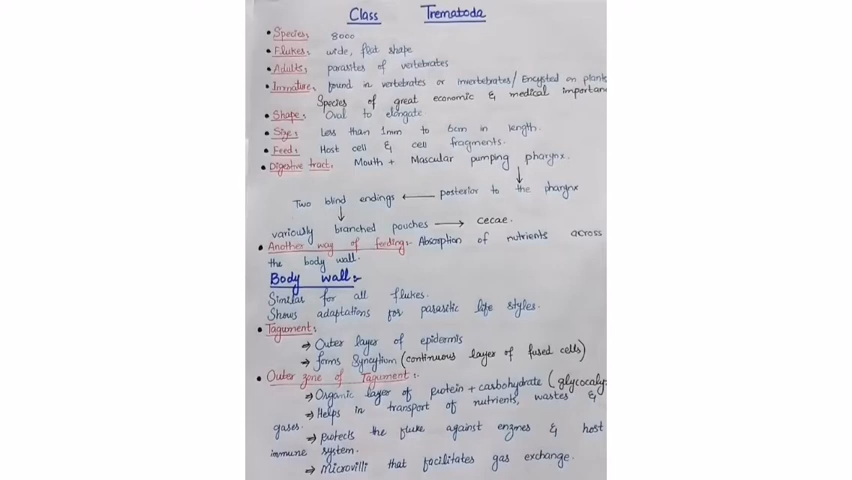 Class Trematoda
• Species:- 8000
• Flukes:- wide, flat shape
• Adults:- parasites of vertebrates
• Immature:- found in vertebrates or invertebrates/ Encysted on plants
Species of great economic & medical importan
• Shape:- Oval to elongate
• Size:- Less than 1mm to 6cm in length.
• Feed:- Host cell & cell fragments.
• Digestive tract:- Mouth + Mascular pumping pharynx.
↓
Two blind endings ← posterior to the pharynx
↓
variously branched pouches → cecae.
• Another way of feeding:- Absorption of nutrients across
the body wall.
Body wall:-
Similar for all flukes.
Shows adaptations for parasitic life styles.
• Tagument:-
⇒ Outer layer of epidermis
⇒ forms Syncytium (continuous layer of fused cells)
• Outer zone of Tagument:-
⇒ Organic layer of protein + carbohydrate (glycocaly
⇒ Helps in transport of nutrients, wastes &
gases.
⇒ protects the fluke against enzmes & host
immune system.
⇒ Microvilli that facilitates gas exchange.